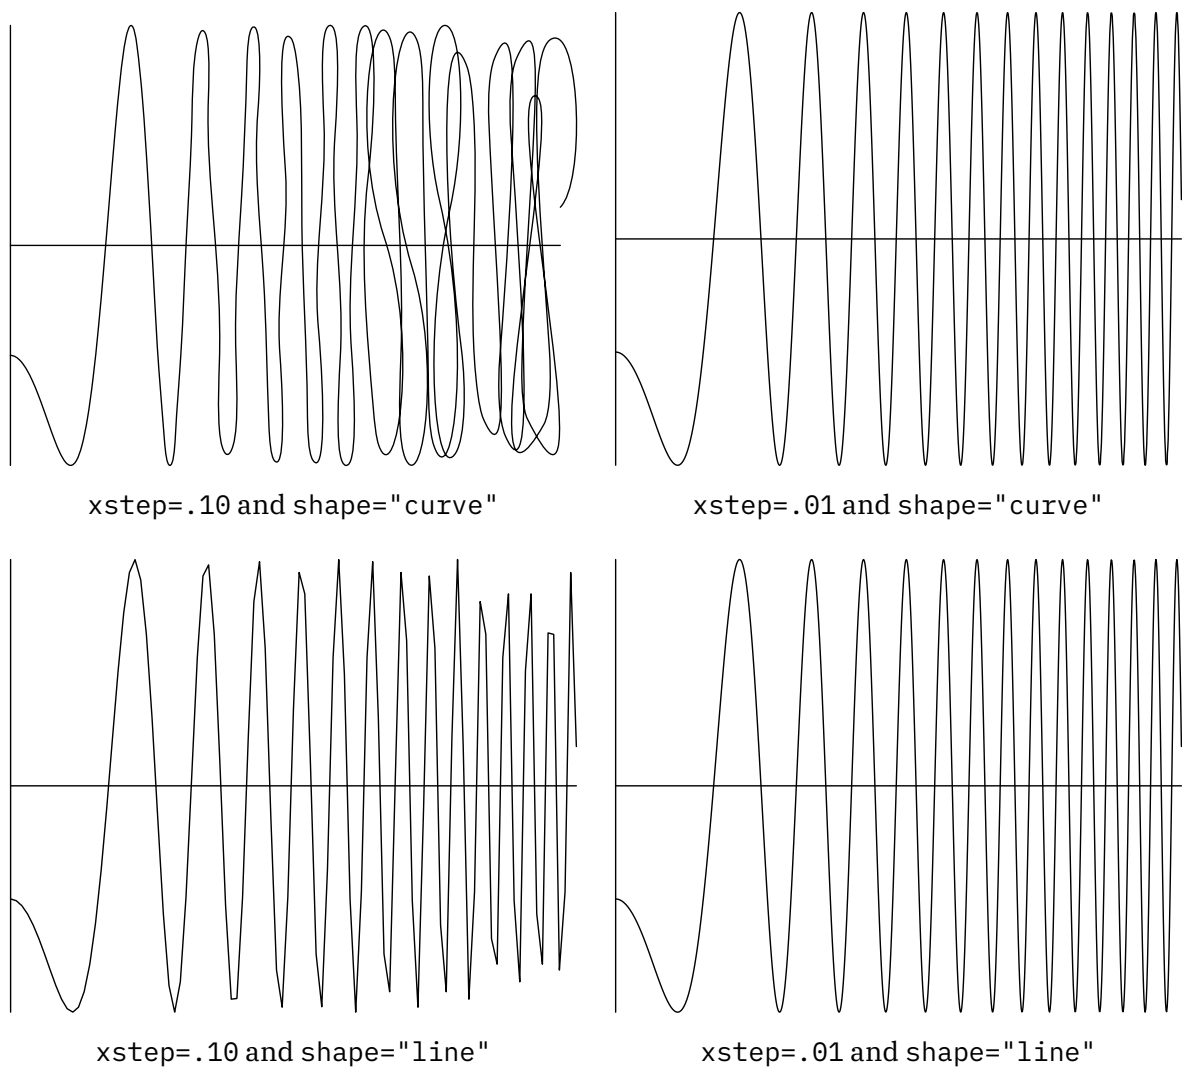 xstep=.10 and shape="curve"
xstep=.01 and shape="curve"
xstep=.10 and shape="line"
xstep=.01 and shape="line"